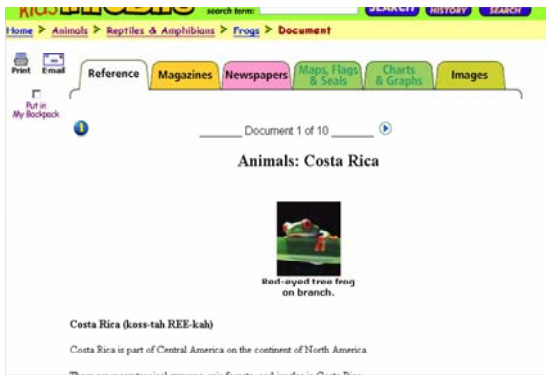 search term:
SEARCH HISTORY SEARCH
Home > Animals > Reptiles & Amphibians > Frogs > Document
Print Email
Reference Magazines Newspapers Maps, Flags & Seals Charts & Graphs Images
Put in
My Backpack
Document 1 of 10
Animals: Costa Rica
Red-eyed tree frog
on branch.
Costa Rica (koss-tah REE-kah)
Costa Rica is part of Central America on the continent of North America.